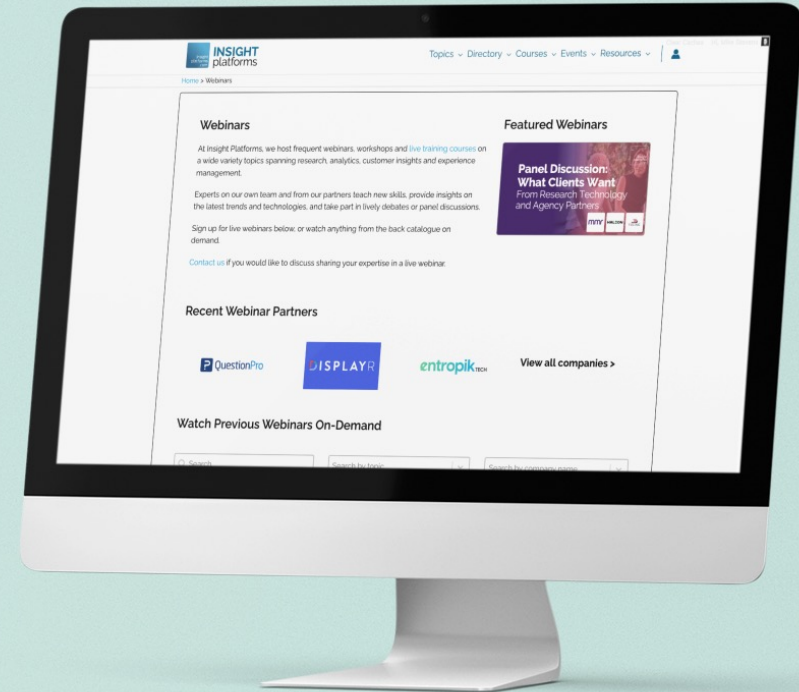 INSIGHT
platforms
Topics Directory Courses Events Resources
Home > Webinars
Webinars
At Insight Platforms, we host frequent webinars, workshops and live training courses on
a wide variety topics spanning research, analytics, customer insights and experience
management.
Experts on our own team and from our partners teach new skills, provide insights on
the latest trends and technologies, and take part in lively debates or panel discussions.
Sign up for live webinars below, or watch anything from the back catalogue on
demand.
Contact us if you would like to discuss sharing your expertise in a live webinar.
Featured Webinars
Panel Discussion:
What Clients Want
From Research Technology
and Agency Partners
mmr
Recent Webinar Partners
QuestionPro
DISPLAYR
entropik TECH
View all companies >
Watch Previous Webinars On-Demand
Search
Search by topic
Search by company name